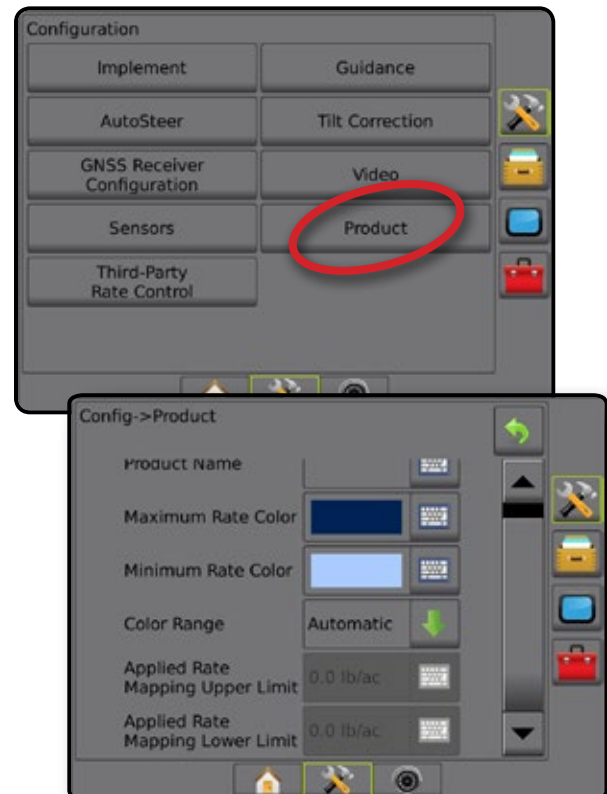 Configuration
Implement
Guidance
AutoSteer
Tilt Correction
GNSS Receiver
Configuration
Video
Sensors
Product
Third-Party
Rate Control
Config->Product
Product Name
Maximum Rate Color
Minimum Rate Color
Color Range
Automatic
Applied Rate
Mapping Upper Limit
0.0 lb/ac
Applied Rate
Mapping Lower Limit
0.0 lb/ac